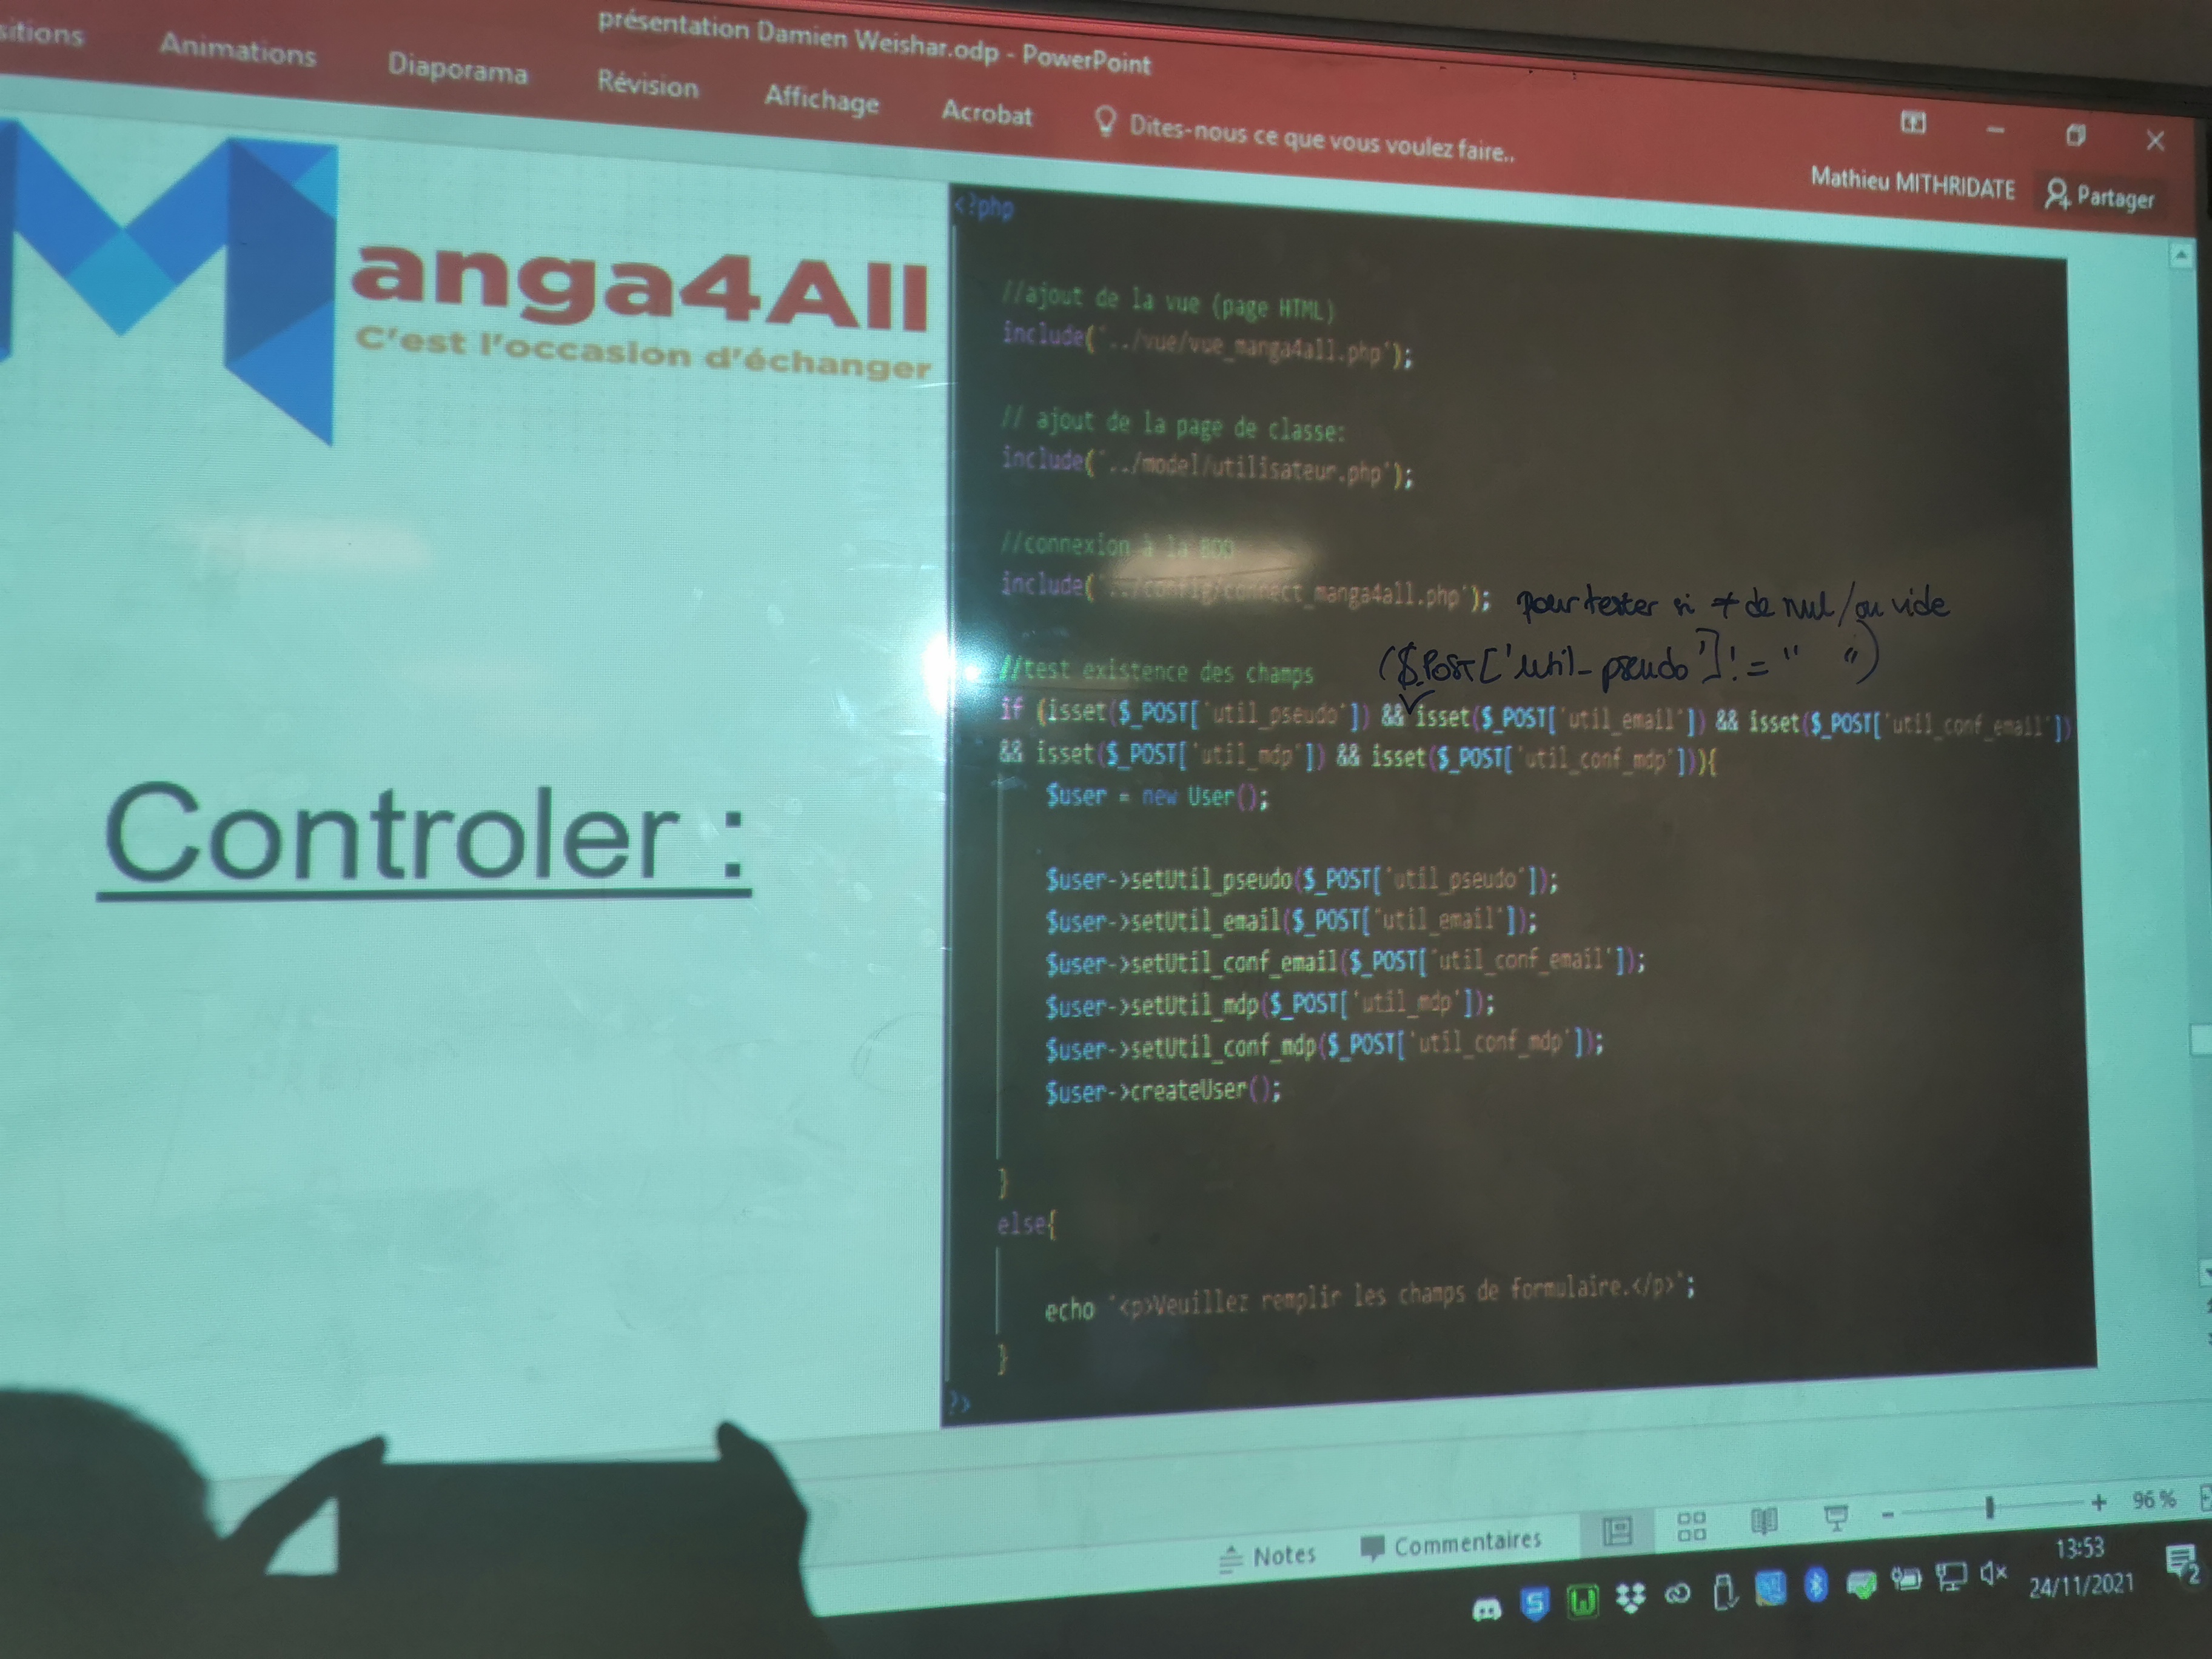 présentation Damien Weishar.odp - PowerPoint
Animations Diaporama Révision Affichage Acrobat Dites-nous ce que vous voulez faire..
Mathieu MITHRIDATE Partager
Manga4All
C'est l'occasion d'échanger
Controler :
<?php
//ajout de la vue (page HTML)
include('../vue/vue_manga4all.php');
// ajout de la page de classe:
include('../model/utilisateur.php');
//connexion à la BDD
include('../config/connect_manga4all.php');
pour tester si ≠ de nul/ou vide
($_POST['util_pseudo']!= " ")
//test existence des champs
if (isset($_POST['util_pseudo']) && isset($_POST['util_email']) && isset($_POST['util_conf_email'])
&& isset($_POST['util_mdp']) && isset($_POST['util_conf_mdp'])){
$user = new User();
$user->setUtil_pseudo($_POST['util_pseudo']);
$user->setUtil_email($_POST['util_email']);
$user->setUtil_conf_email($_POST['util_conf_email']);
$user->setUtil_mdp($_POST['util_mdp']);
$user->setUtil_conf_mdp($_POST['util_conf_mdp']);
$user->createUser();
}
else{
echo '<p>Veuillez remplir les champs de formulaire.</p>';
}
?>
Notes Commentaires 96 %
13:53
24/11/2021
2